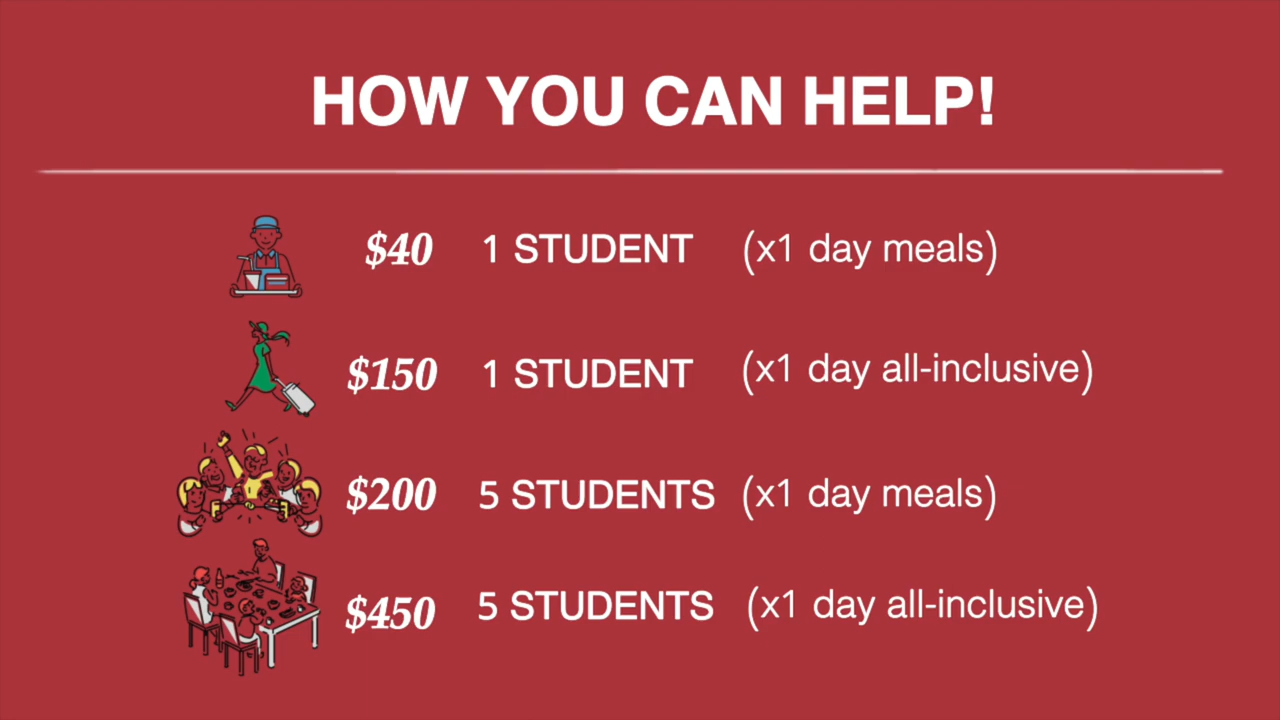 HOW YOU CAN HELP!
$40 1 STUDENT (x1 day meals)
$150 1 STUDENT (x1 day all-inclusive)
$200 5 STUDENTS (x1 day meals)
$450 5 STUDENTS (x1 day all-inclusive)